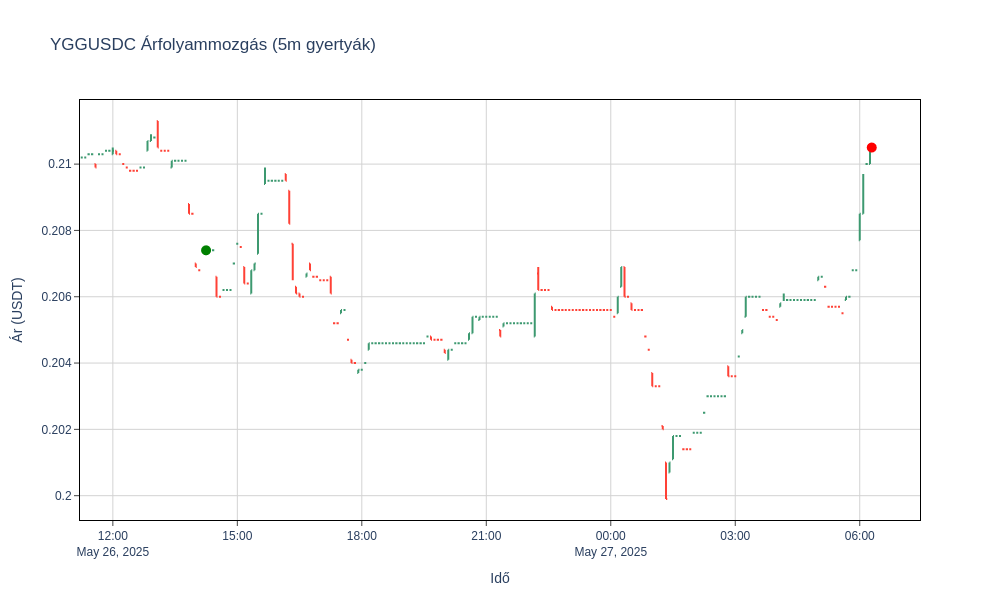 YGGUSDC Árfolyammozgás (5m gyertyák)
Ár (USDT)
0.21
0.208
0.206
0.204
0.202
0.2
12:00 15:00 18:00 21:00 00:00 03:00 06:00
May 26, 2025 May 27, 2025
Idő